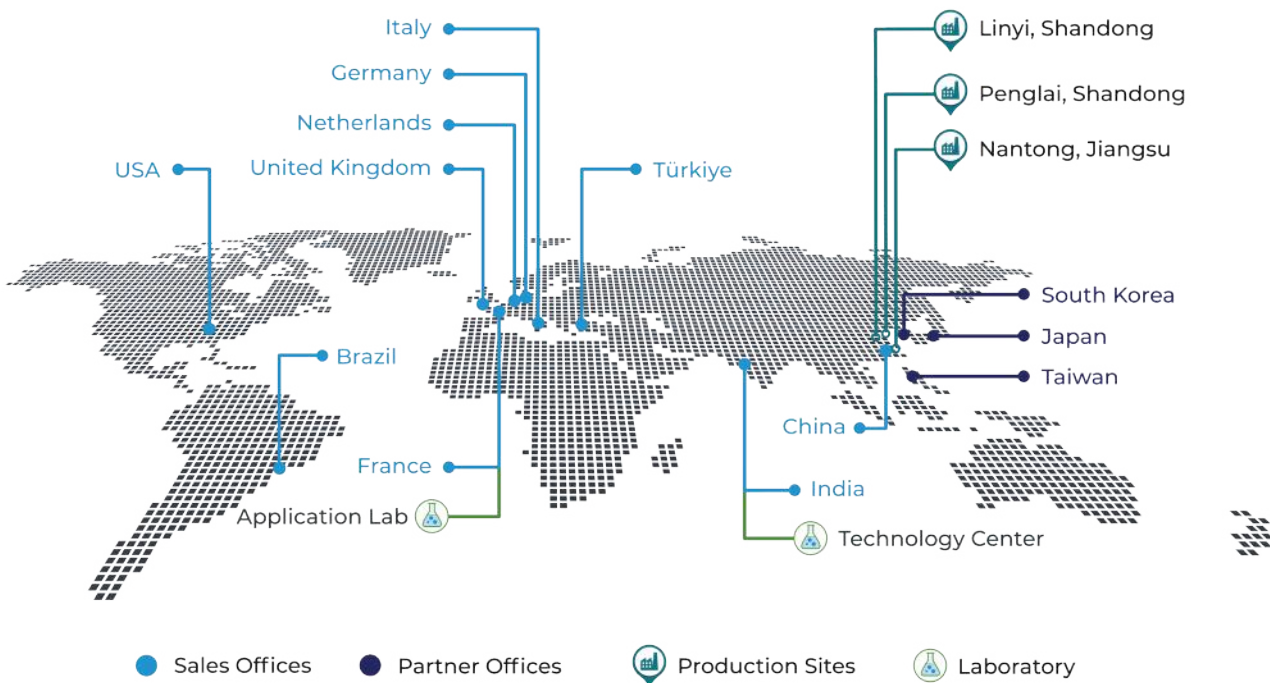 Italy
Germany
Netherlands
United Kingdom
USA
Türkiye
Linyi, Shandong
Penglai, Shandong
Nantong, Jiangsu
South Korea
Japan
Taiwan
Brazil
China
France
India
Application Lab
Technology Center
Sales Offices
Partner Offices
Production Sites
Laboratory